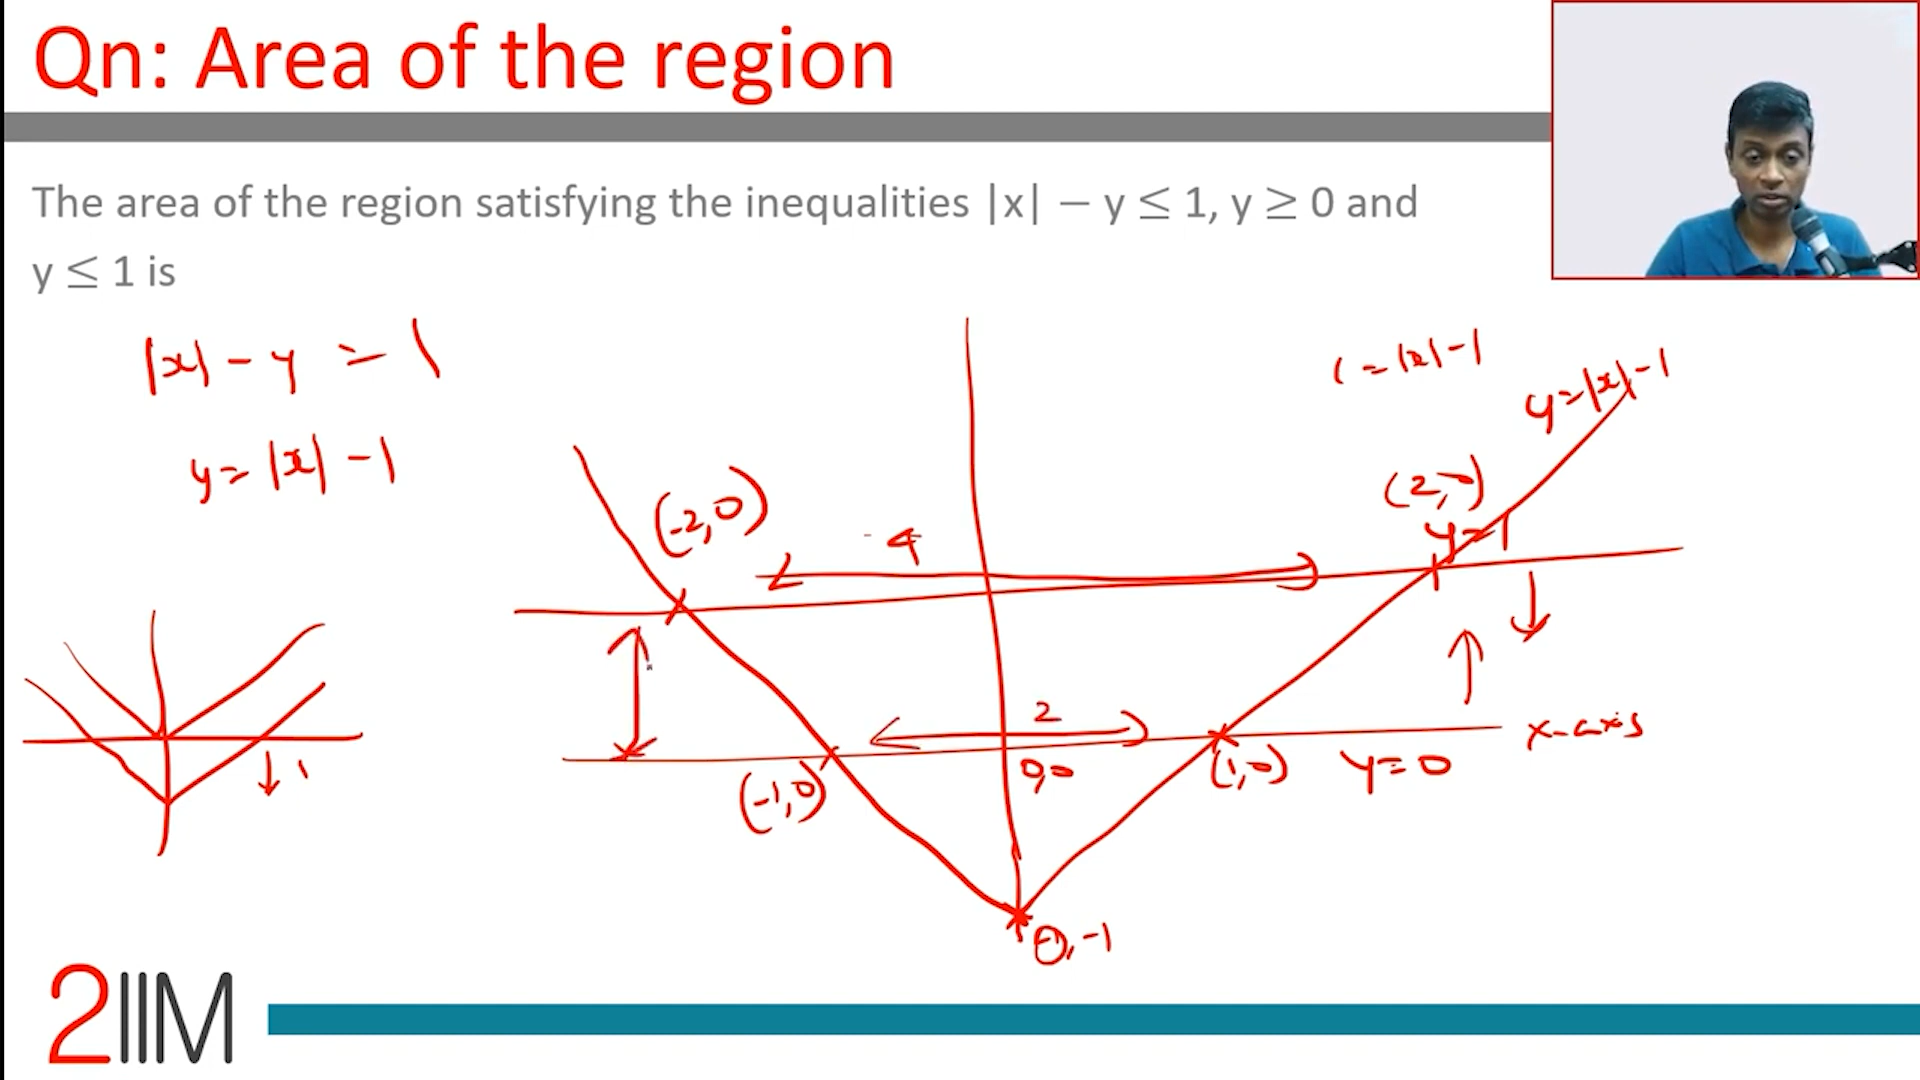 Qn: Area of the region
The area of the region satisfying the inequalities |x| − y ≤ 1, y ≥ 0 and
y ≤ 1 is
|x| - y = 1
y = |x| - 1
1 = |x| - 1
y = |x| - 1
(-2,0)
4
(2,0)
y=1
2
x-axis
(-1,0)
0,0
(1,0)
y=0
1
0,-1
2IIM